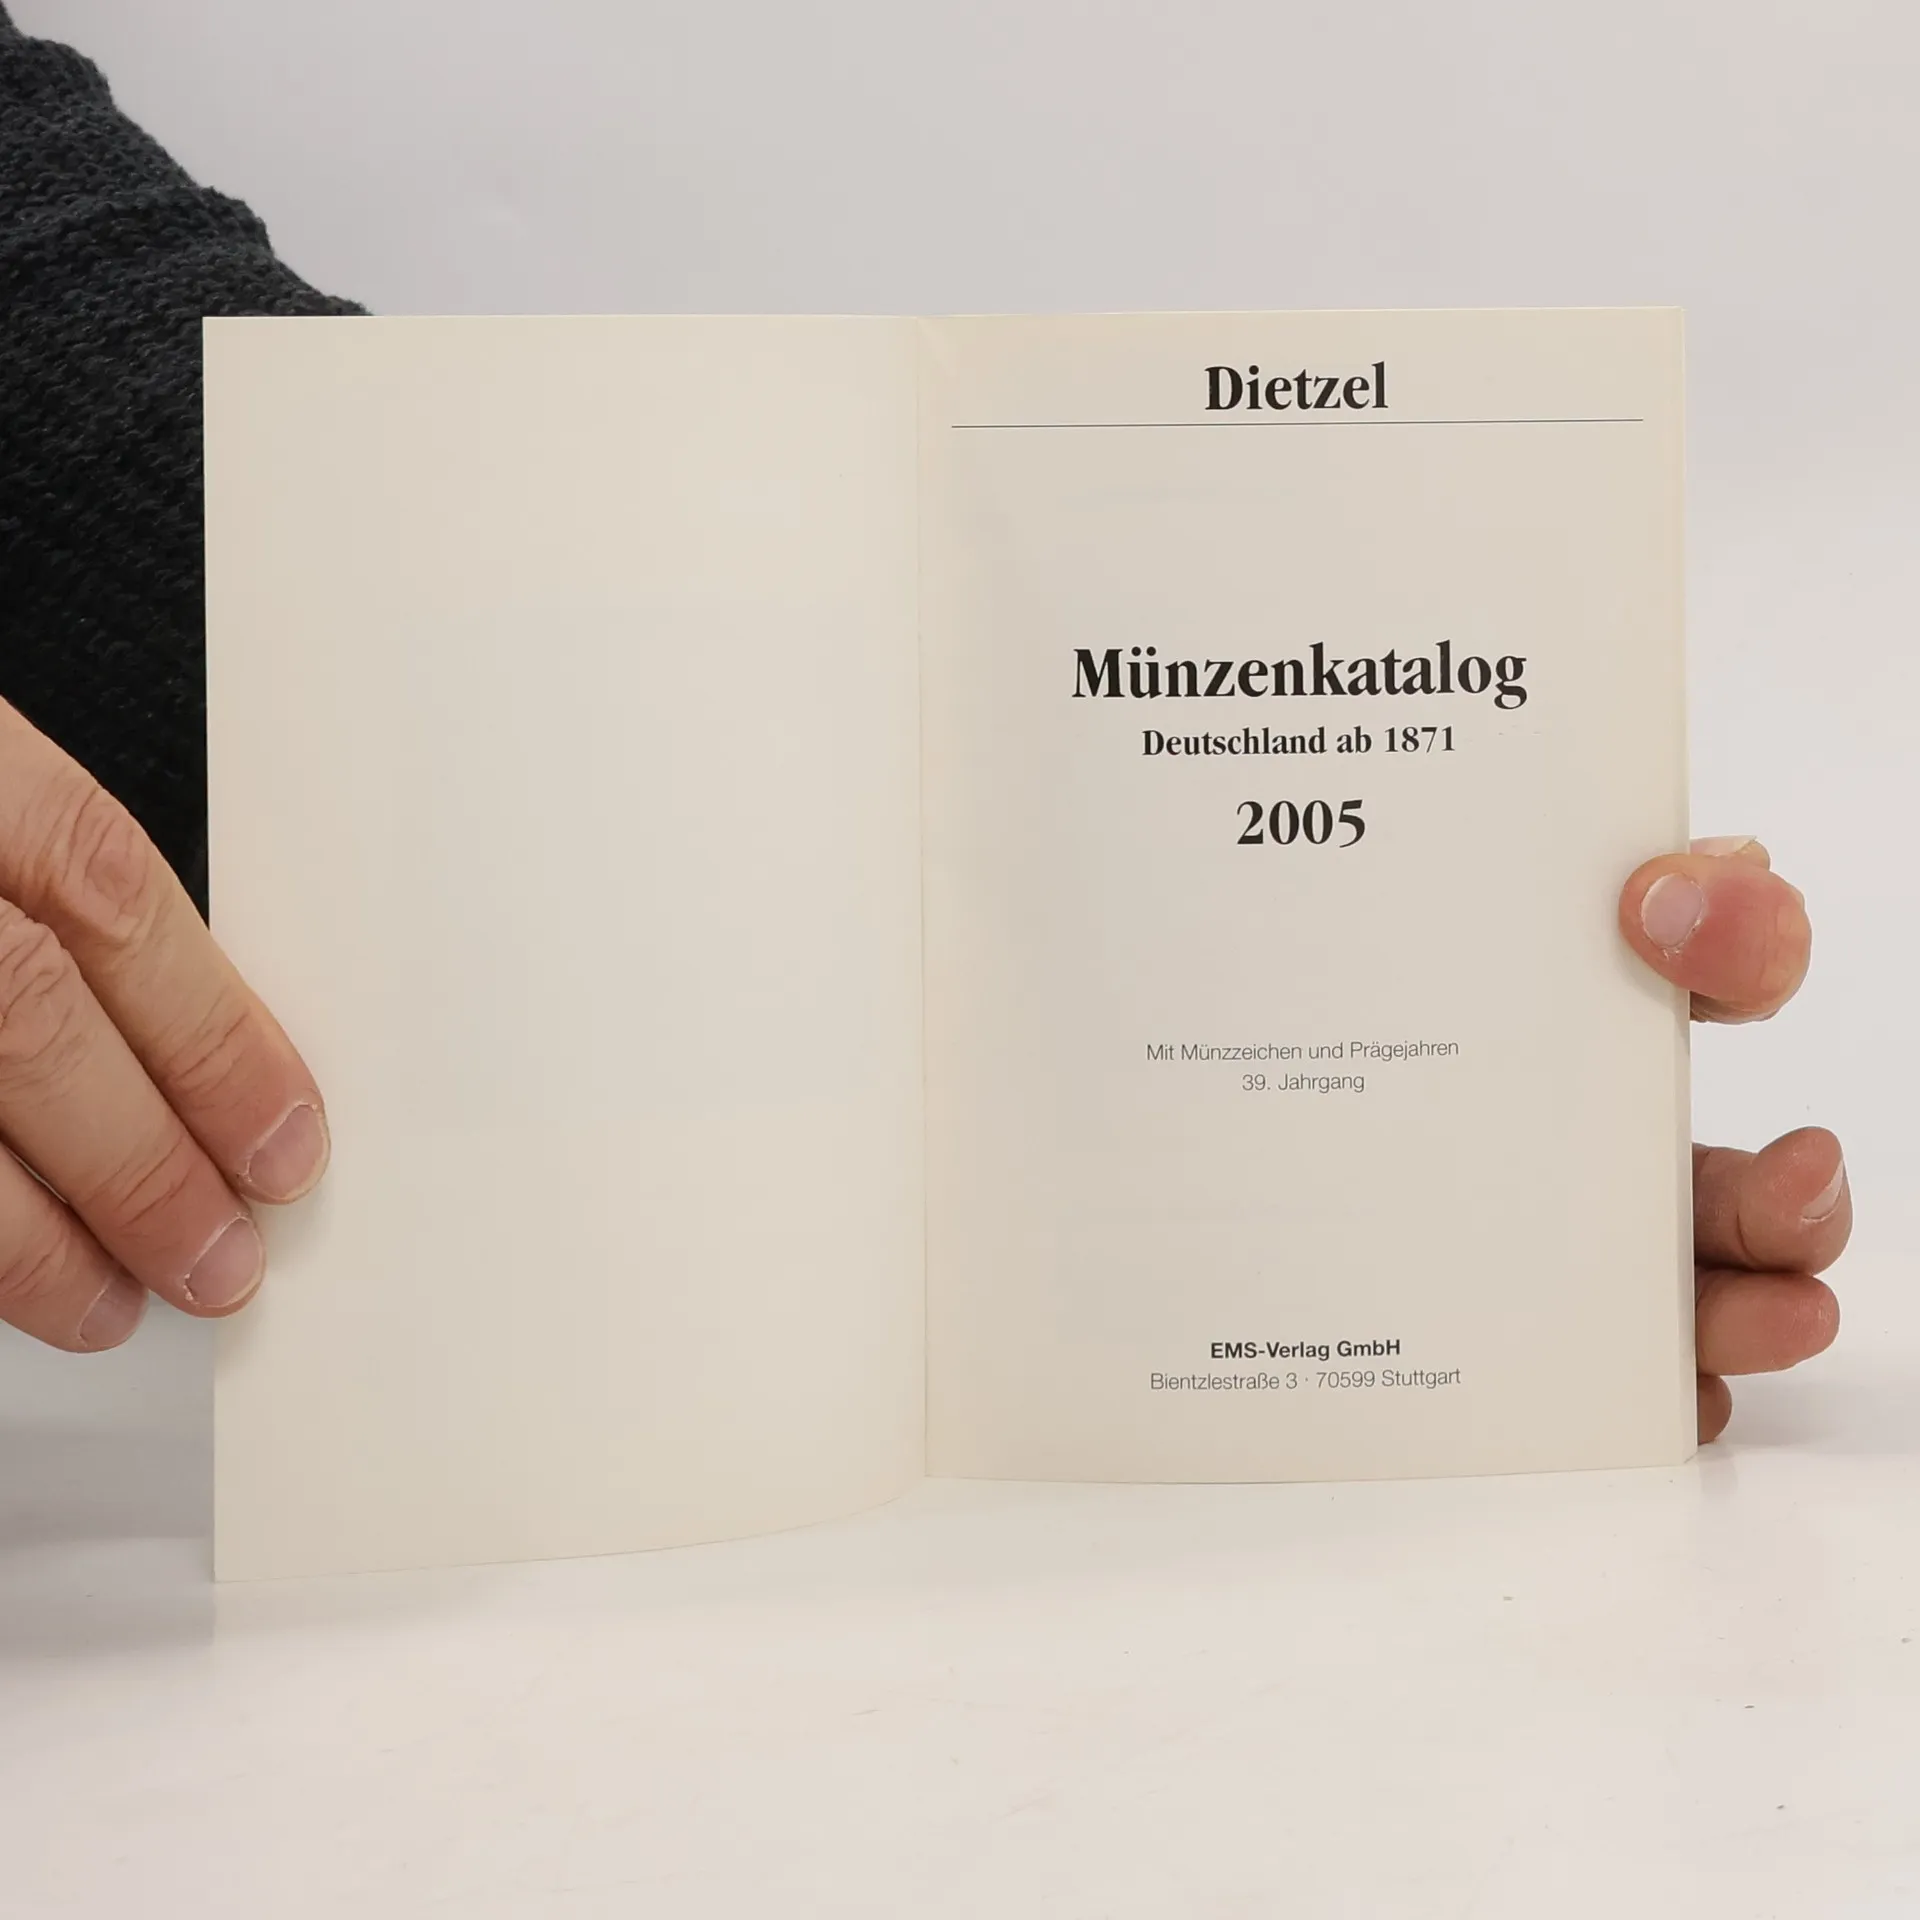 Dietzel
Münzenkatalog
Deutschland ab 1871
2005
Mit Münzzeichen und Prägejahren
39. Jahrgang
EMS-Verlag GmbH
Bientzlestraße 3 · 70599 Stuttgart